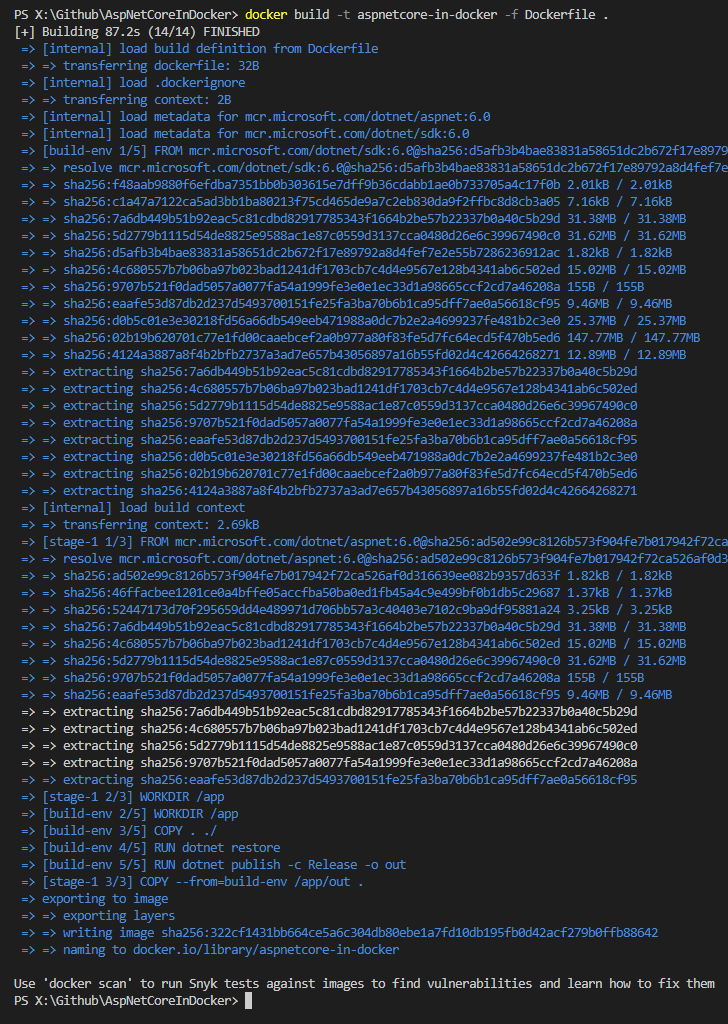 PS X:\Github\AspNetCoreInDocker> docker build -t aspnetcore-in-docker -f Dockerfile .
[+] Building 87.2s (14/14) FINISHED
=> [internal] load build definition from Dockerfile
=> => transferring dockerfile: 32B
=> [internal] load .dockerignore
=> => transferring context: 2B
=> [internal] load metadata for mcr.microsoft.com/dotnet/aspnet:6.0
=> [internal] load metadata for mcr.microsoft.com/dotnet/sdk:6.0
=> [build-env 1/5] FROM mcr.microsoft.com/dotnet/sdk:6.0@sha256:d5afb3b4bae83831a58651dc2b672f17e8979
=> => resolve mcr.microsoft.com/dotnet/sdk:6.0@sha256:d5afb3b4bae83831a58651dc2b672f17e89792a8d4fef7e
=> => sha256:f48aab9880f6efdba7351bb0b303615e7dff9b36cdabb1ae0b733705a4c17f0b 2.01kB / 2.01kB
=> => sha256:c1a47a7122ca5ad3bb1ba80213f75cd465de9a7c2eb830da9f2ffbc8d8cb3a05 7.16kB / 7.16kB
=> => sha256:7a6db449b51b92eac5c81cdbd82917785343f1664b2be57b22337b0a40c5b29d 31.38MB / 31.38MB
=> => sha256:5d2779b1115d54de8825e9588ac1e87c0559d3137cca0480d26e6c39967490c0 31.62MB / 31.62MB
=> => sha256:d5afb3b4bae83831a58651dc2b672f17e89792a8d4fef7e2e55b7286236912ac 1.82kB / 1.82kB
=> => sha256:4c680557b7b06ba97b023bad1241df1703cb7c4d4e9567e128b4341ab6c502ed 15.02MB / 15.02MB
=> => sha256:9707b521f0dad5057a0077fa54a1999fe3e0e1ec33d1a98665ccf2cd7a46208a 155B / 155B
=> => sha256:eaafe53d87db2d237d5493700151fe25fa3ba70b6b1ca95dff7ae0a56618cf95 9.46MB / 9.46MB
=> => sha256:d0b5c01e3e30218fd56a66db549eeb471988a0dc7b2e2a4699237fe481b2c3e0 25.37MB / 25.37MB
=> => sha256:02b19b620701c77e1fd00caaebcef2a0b977a80f83fe5d7fc64ecd5f470b5ed6 147.77MB / 147.77MB
=> => sha256:4124a3887a8f4b2bfb2737a3ad7e657b43056897a16b55fd02d4c42664268271 12.89MB / 12.89MB
=> => extracting sha256:7a6db449b51b92eac5c81cdbd82917785343f1664b2be57b22337b0a40c5b29d
=> => extracting sha256:4c680557b7b06ba97b023bad1241df1703cb7c4d4e9567e128b4341ab6c502ed
=> => extracting sha256:5d2779b1115d54de8825e9588ac1e87c0559d3137cca0480d26e6c39967490c0
=> => extracting sha256:9707b521f0dad5057a0077fa54a1999fe3e0e1ec33d1a98665ccf2cd7a46208a
=> => extracting sha256:eaafe53d87db2d237d5493700151fe25fa3ba70b6b1ca95dff7ae0a56618cf95
=> => extracting sha256:d0b5c01e3e30218fd56a66db549eeb471988a0dc7b2e2a4699237fe481b2c3e0
=> => extracting sha256:02b19b620701c77e1fd00caaebcef2a0b977a80f83fe5d7fc64ecd5f470b5ed6
=> => extracting sha256:4124a3887a8f4b2bfb2737a3ad7e657b43056897a16b55fd02d4c42664268271
=> [internal] load build context
=> => transferring context: 2.69kB
=> [stage-1 1/3] FROM mcr.microsoft.com/dotnet/aspnet:6.0@sha256:ad502e99c8126b573f904fe7b017942f72ca
=> => resolve mcr.microsoft.com/dotnet/aspnet:6.0@sha256:ad502e99c8126b573f904fe7b017942f72ca526af0d3
=> => sha256:ad502e99c8126b573f904fe7b017942f72ca526af0d316639ee082b9357d633f 1.82kB / 1.82kB
=> => sha256:46ffacbee1201ce0a4bffe05accfba50ba0ed1fb45a4c9e499bf0b1db5c29687 1.37kB / 1.37kB
=> => sha256:52447173d70f295659dd4e489971d706bb57a3c40403e7102c9ba9df95881a24 3.25kB / 3.25kB
=> => sha256:7a6db449b51b92eac5c81cdbd82917785343f1664b2be57b22337b0a40c5b29d 31.38MB / 31.38MB
=> => sha256:4c680557b7b06ba97b023bad1241df1703cb7c4d4e9567e128b4341ab6c502ed 15.02MB / 15.02MB
=> => sha256:5d2779b1115d54de8825e9588ac1e87c0559d3137cca0480d26e6c39967490c0 31.62MB / 31.62MB
=> => sha256:9707b521f0dad5057a0077fa54a1999fe3e0e1ec33d1a98665ccf2cd7a46208a 155B / 155B
=> => sha256:eaafe53d87db2d237d5493700151fe25fa3ba70b6b1ca95dff7ae0a56618cf95 9.46MB / 9.46MB
=> => extracting sha256:7a6db449b51b92eac5c81cdbd82917785343f1664b2be57b22337b0a40c5b29d
=> => extracting sha256:4c680557b7b06ba97b023bad1241df1703cb7c4d4e9567e128b4341ab6c502ed
=> => extracting sha256:5d2779b1115d54de8825e9588ac1e87c0559d3137cca0480d26e6c39967490c0
=> => extracting sha256:9707b521f0dad5057a0077fa54a1999fe3e0e1ec33d1a98665ccf2cd7a46208a
=> => extracting sha256:eaafe53d87db2d237d5493700151fe25fa3ba70b6b1ca95dff7ae0a56618cf95
=> [stage-1 2/3] WORKDIR /app
=> [build-env 2/5] WORKDIR /app
=> [build-env 3/5] COPY . ./
=> [build-env 4/5] RUN dotnet restore
=> [build-env 5/5] RUN dotnet publish -c Release -o out
=> [stage-1 3/3] COPY --from=build-env /app/out .
=> exporting to image
=> => exporting layers
=> => writing image sha256:322cf1431bb664ce5a6c304db80ebe1a7fd10db195fb0d42acf279b0ffb88642
=> => naming to docker.io/library/aspnetcore-in-docker
Use 'docker scan' to run Snyk tests against images to find vulnerabilities and learn how to fix them
PS X:\Github\AspNetCoreInDocker>